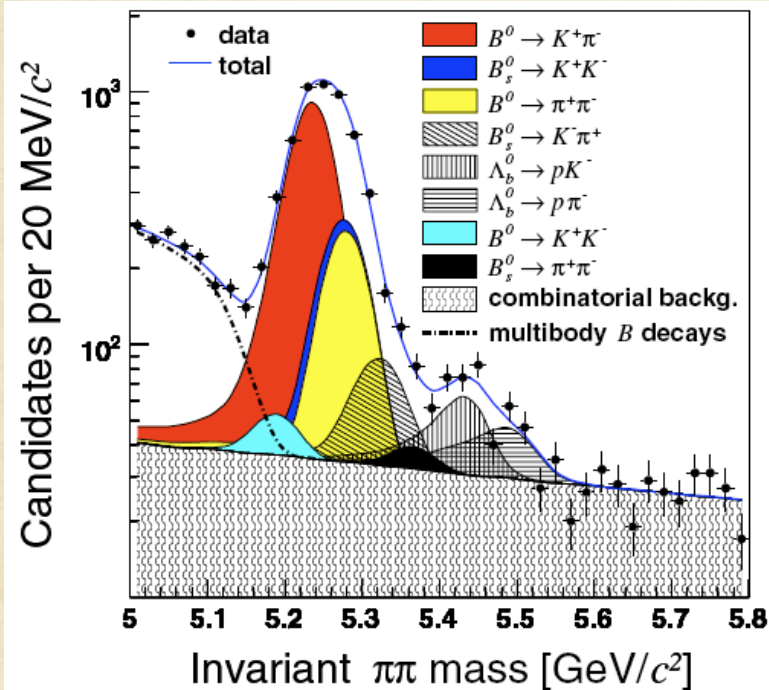 Candidates per 20 MeV/c²
10³
10²
data
total
B⁰ → K⁺π⁻
B⁰ₛ → K⁺K⁻
B⁰ → π⁺π⁻
B⁰ₛ → K⁻π⁺
Λ⁰_b → pK⁻
Λ⁰_b → pπ⁻
B⁰ → K⁺K⁻
B⁰ₛ → π⁺π⁻
combinatorial backg.
multibody B decays
5 5.1 5.2 5.3 5.4 5.5 5.6 5.7 5.8
Invariant ππ mass [GeV/c²]